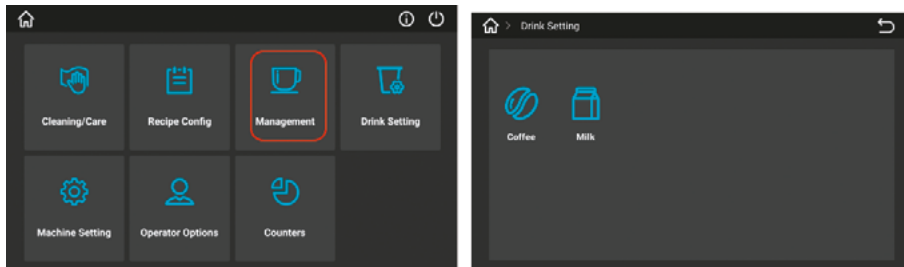 Cleaning/Care Recipe Config Management Drink Setting
Machine Setting Operator Options Counters
> Drink Setting
Coffee Milk